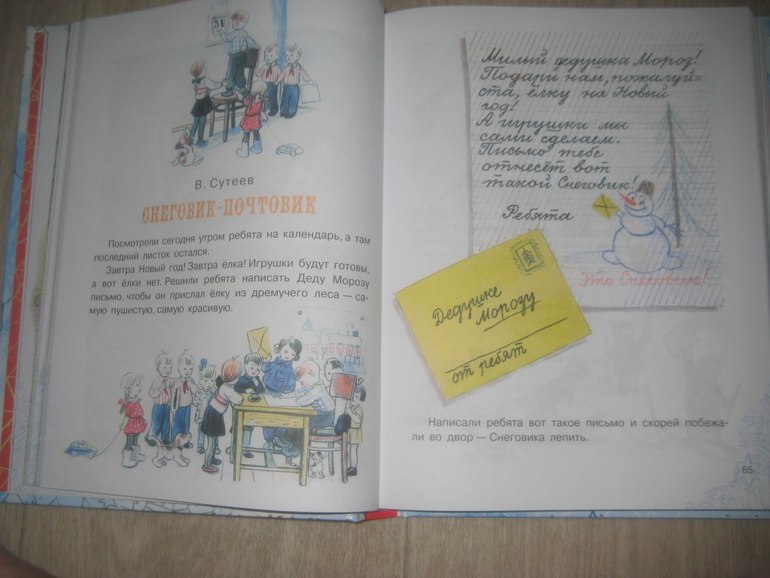 31
В. Сутеев
СНЕГОВИК-ПОЧТОВИК
Посмотрели сегодня утром ребята на календарь, а там
последний листок остался.
Завтра Новый год! Завтра ёлка! Игрушки будут готовы,
а вот ёлки нет. Решили ребята написать Деду Морозу
письмо, чтобы он прислал ёлку из дремучего леса — са-
мую пушистую, самую красивую.
Милый дедушка Мороз!
Подари нам, пожалуй-
ста, ёлку на Новый
год!
А игрушки мы
сами сделаем.
Письмо тебе
отнесёт вот
такой Снеговик!
Ребята
Это Снеговик!
Дедушке
Морозу
от ребят
Написали ребята вот такое письмо и скорей побежа-
ли во двор — Снеговика лепить.
65